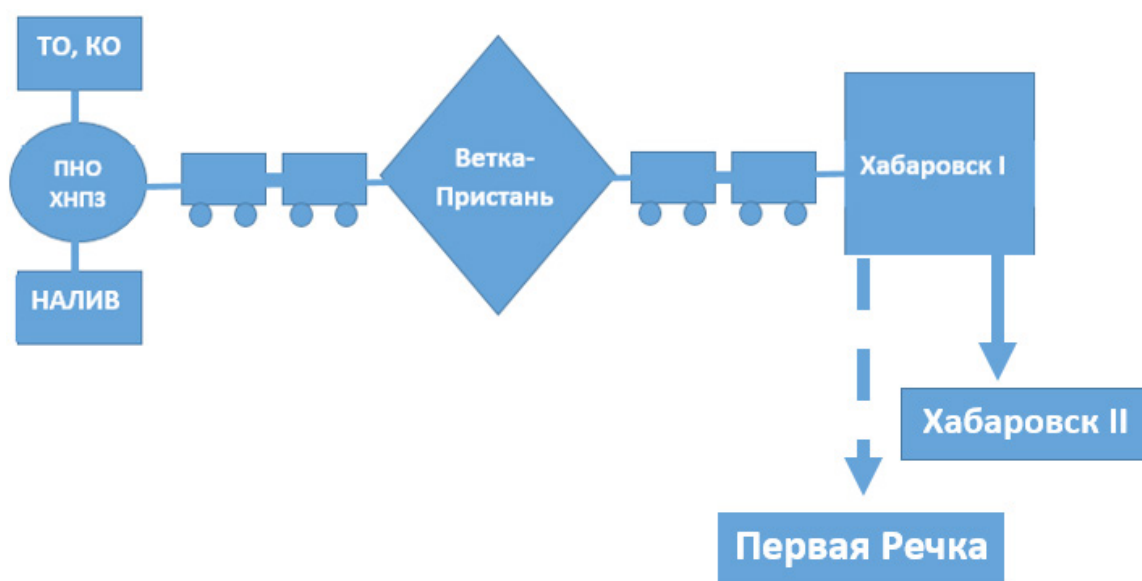 ТО, КО
ПНО
ХНПЗ
НАЛИВ
Ветка-
Пристань
Хабаровск I
Хабаровск II
Первая Речка